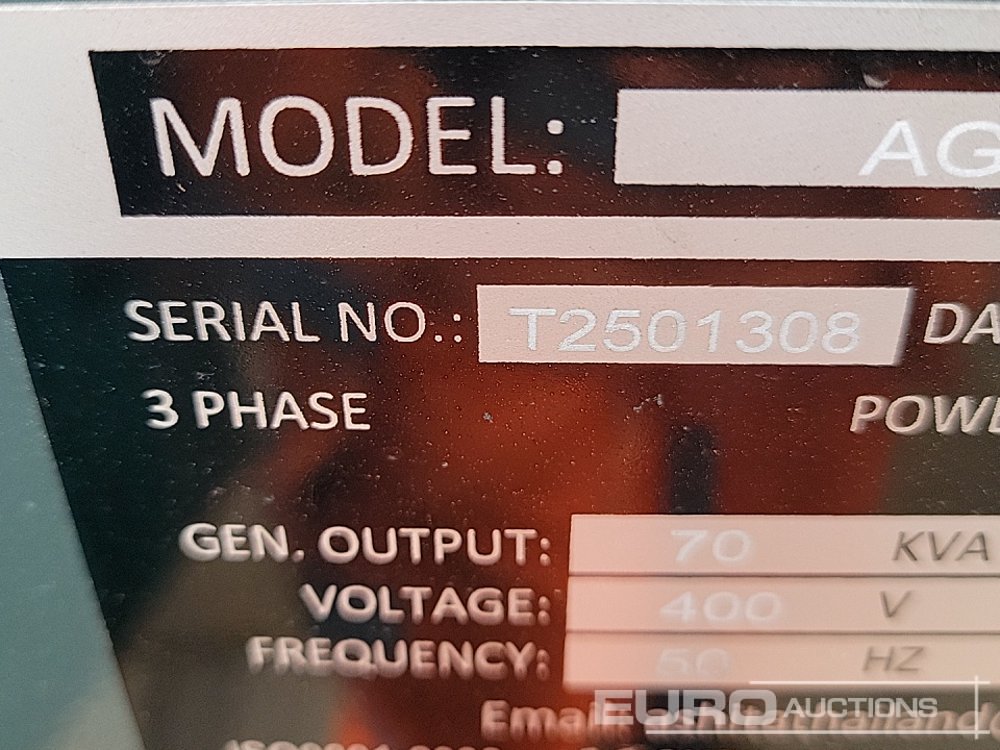 MODEL: AG
SERIAL NO.: T2501308 DA
3 PHASE POWE
GEN. OUTPUT: 70 KVA
VOLTAGE: 400 V
FREQUENCY: 50 HZ
Email:
EURO AUCTIONS